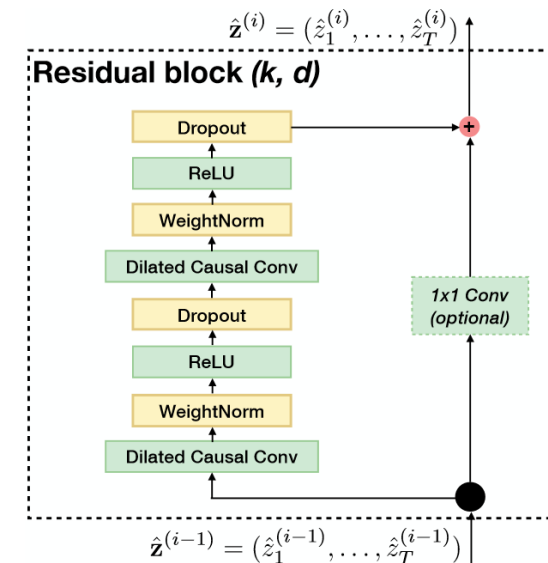 ẑ^(i) = (ẑ_1^(i), . . . , ẑ_T^(i))
Residual block (k, d)
Dropout
+
ReLU
WeightNorm
Dilated Causal Conv
1x1 Conv
(optional)
Dropout
ReLU
WeightNorm
Dilated Causal Conv
ẑ^(i−1) = (ẑ_1^(i−1), . . . , ẑ_T^(i−1))